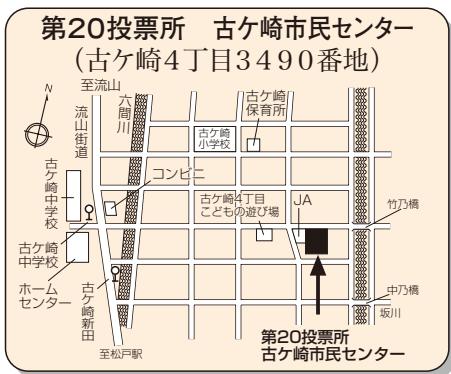 第20投票所　古ケ崎市民センター
（古ケ崎4丁目3490番地）
至流山
N
流山街道
六間川
古ケ崎
保育所
古ケ崎
小学校
コンビニ
古ケ崎中学校
古ケ崎4丁目
こどもの遊び場
JA
竹乃橋
古ケ崎
中学校
ホーム
センター
古ケ崎新田
中乃橋
坂川
至松戸駅
第20投票所
古ケ崎市民センター